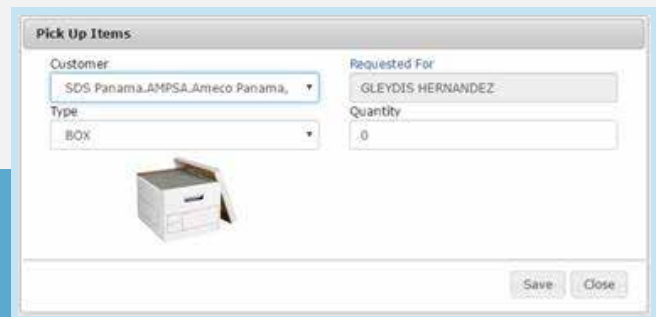 Pick Up Items
Customer
Requested For
SDS Panama.AMPSA.Ameco Panama,
GLEYDIS HERNANDEZ
Type
Quantity
BOX
0
Save
Close